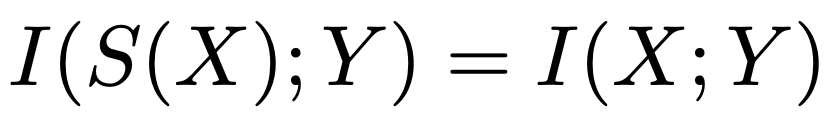 I(S(X);Y) = I(X;Y)